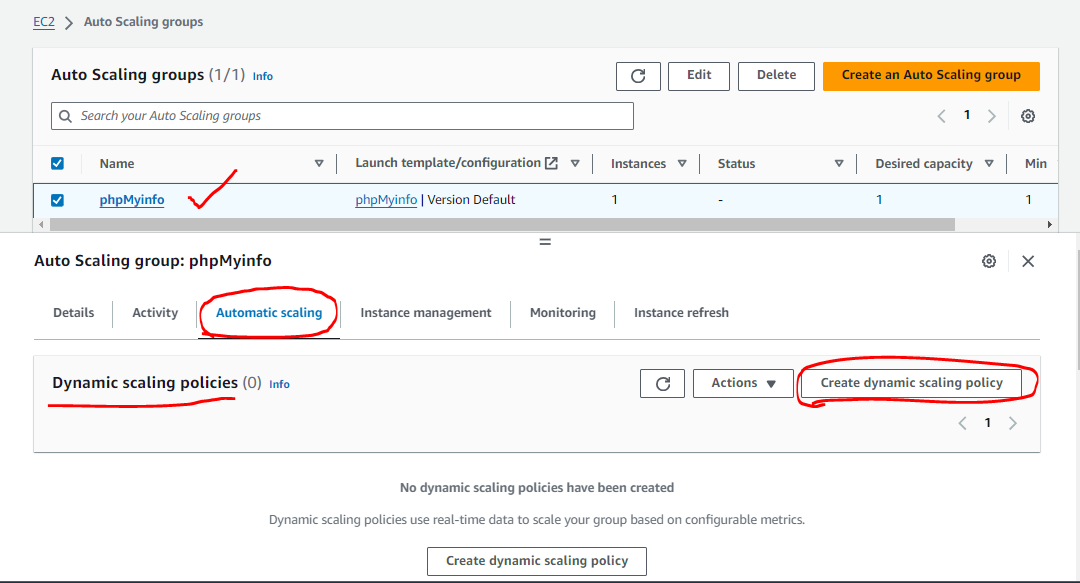 EC2 > Auto Scaling groups
Auto Scaling groups (1/1) Info Edit Delete Create an Auto Scaling group
Search your Auto Scaling groups 1
Name Launch template/configuration Instances Status Desired capacity Min
phpMyinfo phpMyinfo | Version Default 1 - 1 1
Auto Scaling group: phpMyinfo
Details Activity Automatic scaling Instance management Monitoring Instance refresh
Dynamic scaling policies (0) Info Actions Create dynamic scaling policy
1
No dynamic scaling policies have been created
Dynamic scaling policies use real-time data to scale your group based on configurable metrics.
Create dynamic scaling policy